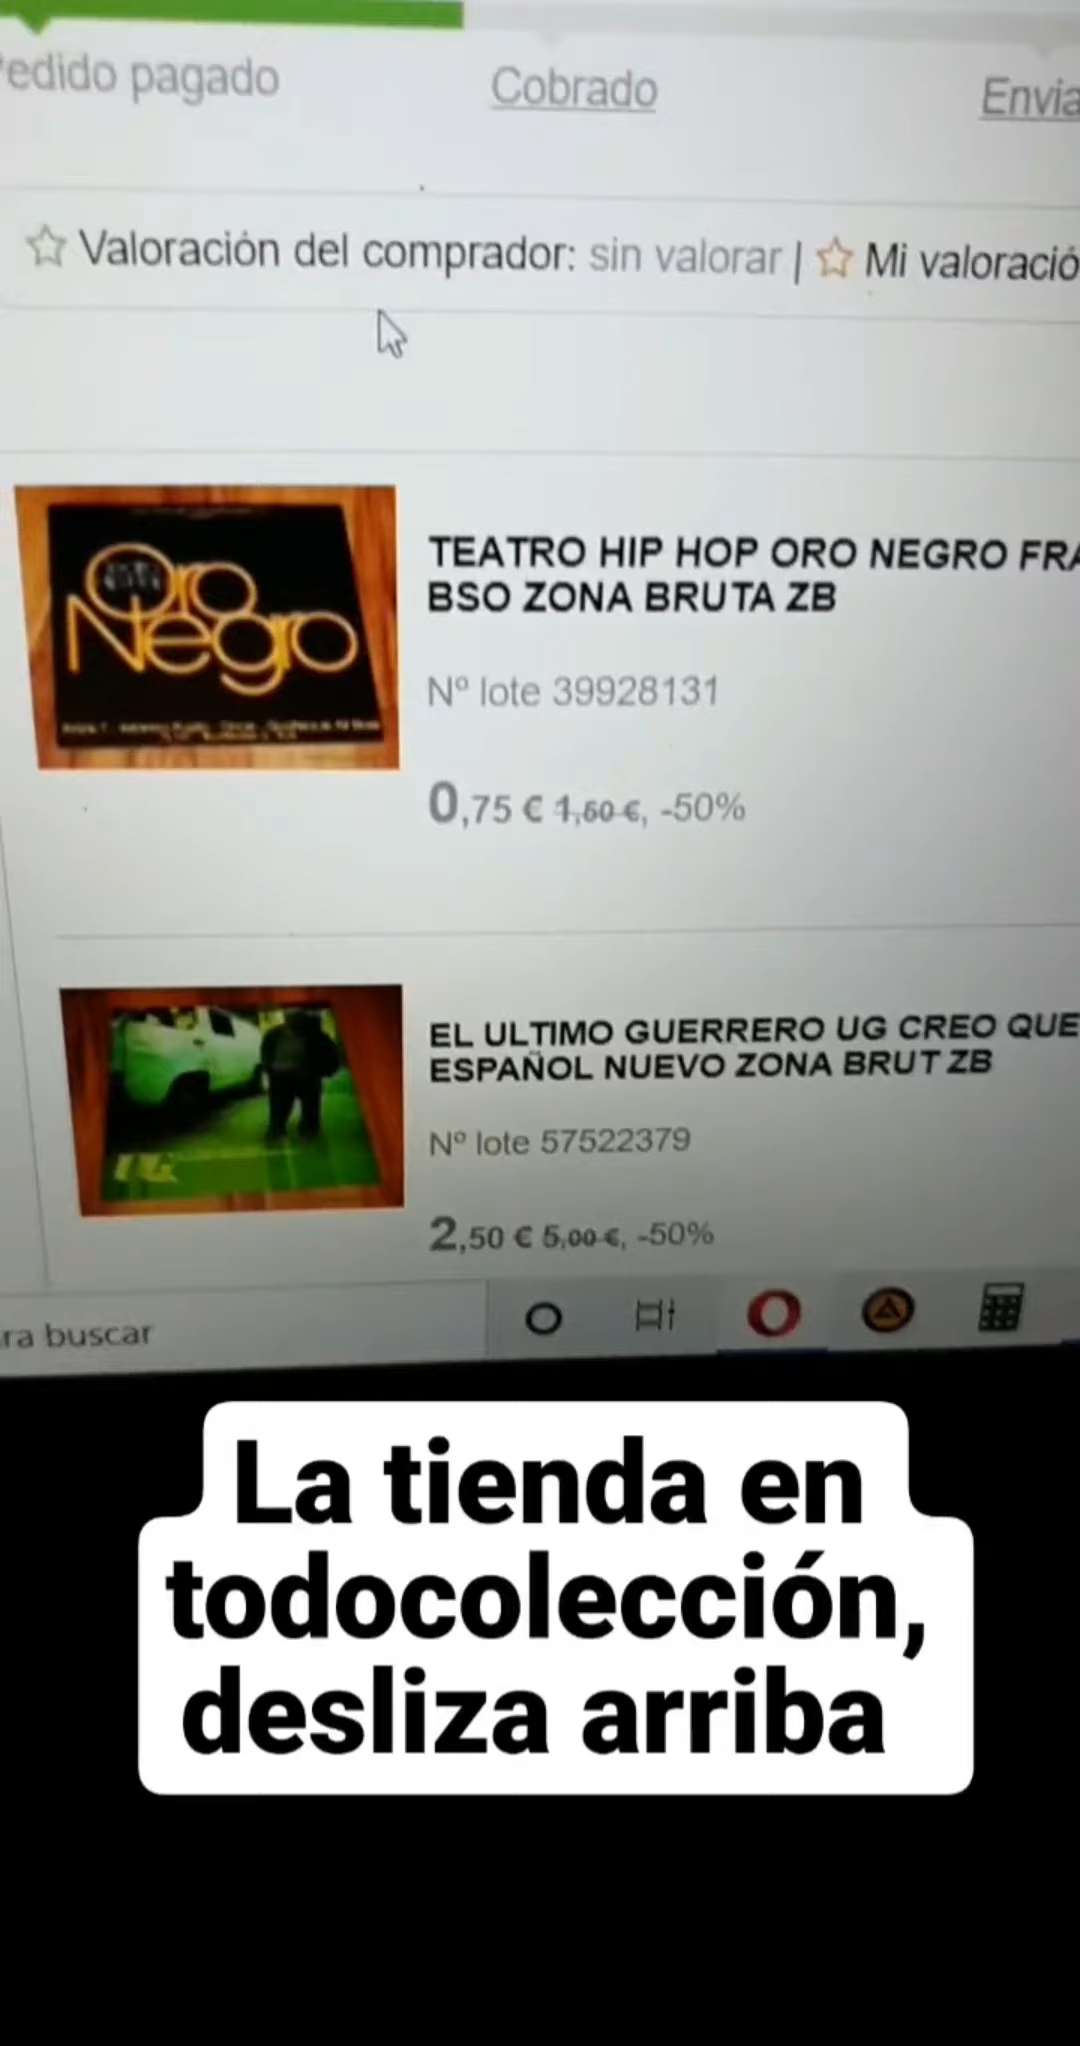 edido pagado
Cobrado
Envia
Valoración del comprador: sin valorar | Mi valoració
Oro
Negro
TEATRO HIP HOP ORO NEGRO FRA
BSO ZONA BRUTA ZB
Nº lote 39928131
0,75 € 1,50 €, -50%
EL ULTIMO GUERRERO UG CREO QUE
ESPAÑOL NUEVO ZONA BRUT ZB
Nº lote 57522379
2,50 € 5,00 €, -50%
ra buscar
La tienda en
todocolección,
desliza arriba